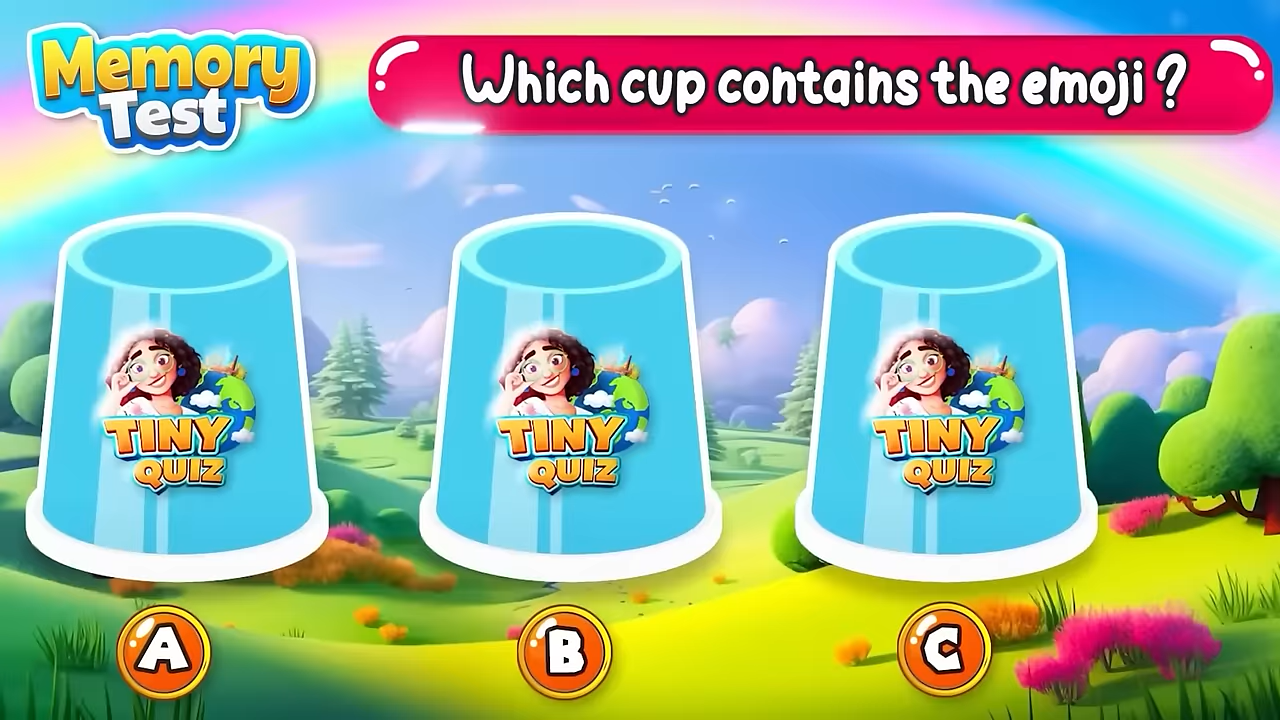 Memory
Test
Which cup contains the emoji ?
TINY
QUIZ
TINY
QUIZ
TINY
QUIZ
A
B
C